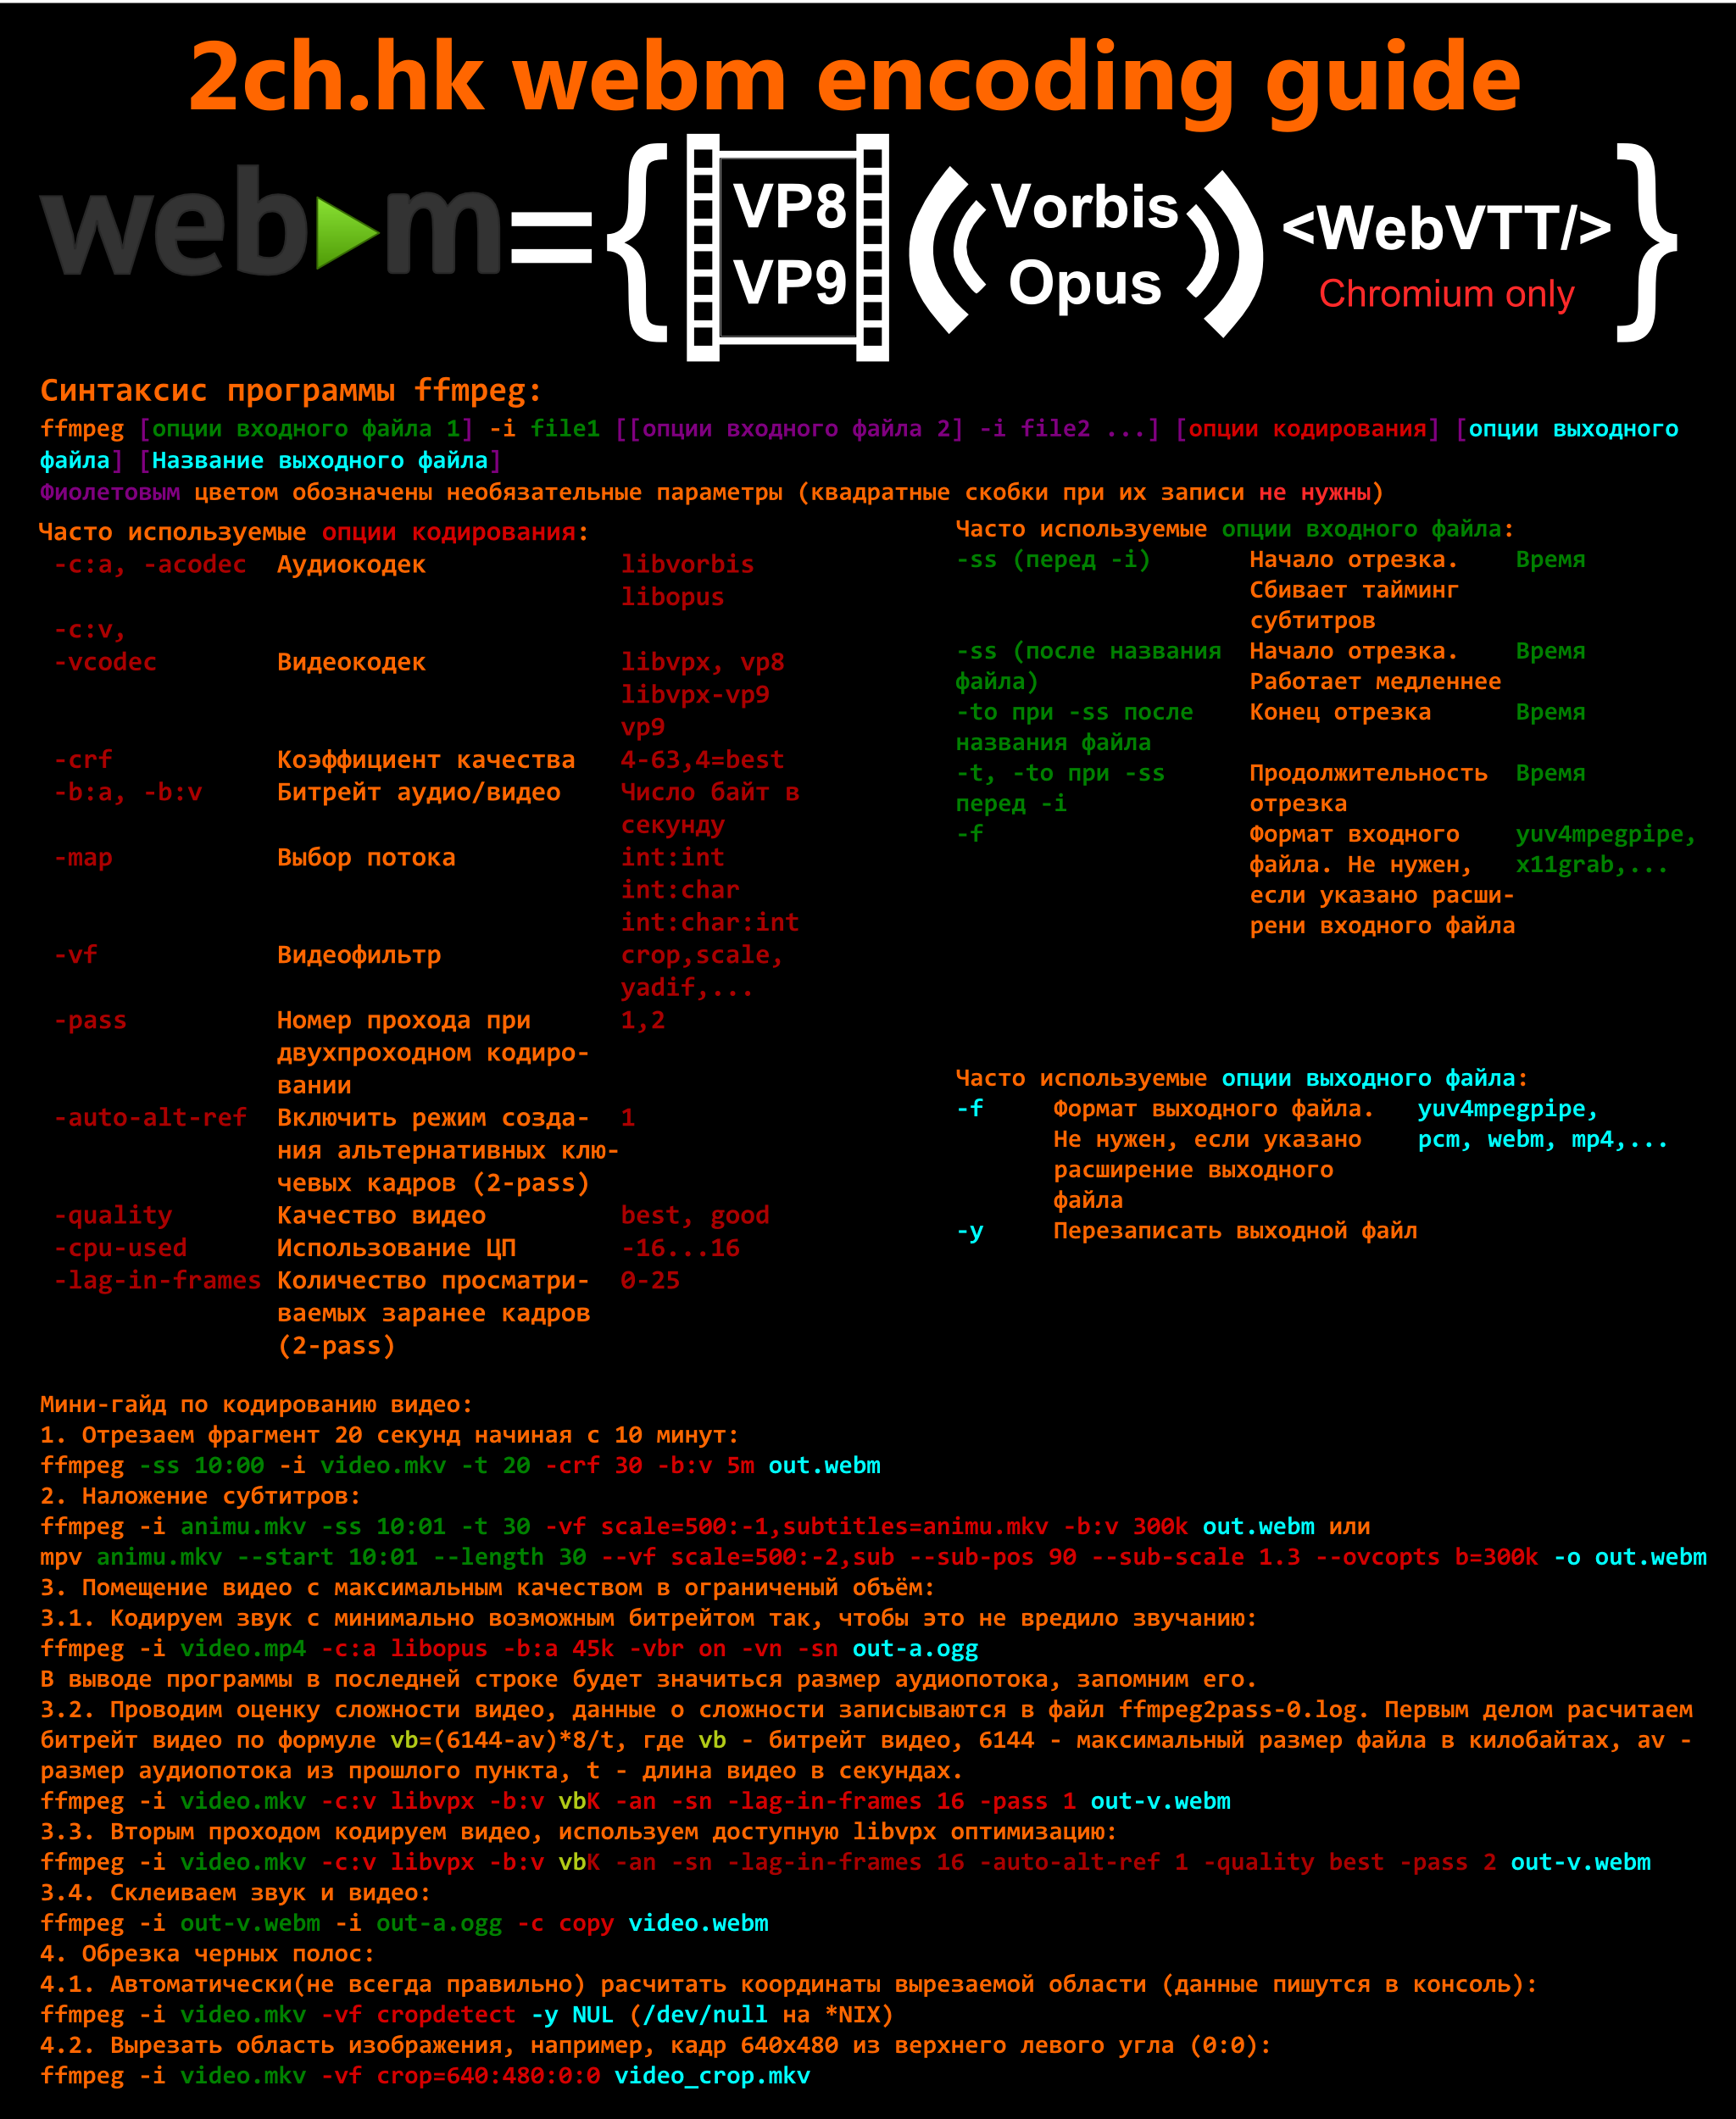 2ch.hk webm encoding guide
webm={ VP8 Vorbis <WebVTT/> }
VP9 Opus Chromium only
Синтаксис программы ffmpeg:
ffmpeg [опции входного файла 1] -i file1 [[опции входного файла 2] -i file2 ...] [опции кодирования] [опции выходного
файла] [Название выходного файла]
Фиолетовым цветом обозначены необязательные параметры (квадратные скобки при их записи не нужны)
Часто используемые опции кодирования:
-c:a, -acodec Аудиокодек libvorbis
libopus
-c:v,
-vcodec Видеокодек libvpx, vp8
libvpx-vp9
vp9
-crf Коэффициент качества 4-63,4=best
-b:a, -b:v Битрейт аудио/видео Число байт в
секунду
-map Выбор потока int:int
int:char
int:char:int
-vf Видеофильтр crop,scale,
yadif,...
-pass Номер прохода при 1,2
двухпроходном кодиро-
вании
-auto-alt-ref Включить режим созда- 1
ния альтернативных клю-
чевых кадров (2-pass)
-quality Качество видео best, good
-cpu-used Использование ЦП -16...16
-lag-in-frames Количество просматри- 0-25
ваемых заранее кадров
(2-pass)
Часто используемые опции входного файла:
-ss (перед -i) Начало отрезка. Время
Сбивает тайминг
субтитров
-ss (после названия Начало отрезка. Время
файла) Работает медленнее
-to при -ss после Конец отрезка Время
названия файла
-t, -to при -ss Продолжительность Время
перед -i отрезка
-f Формат входного yuv4mpegpipe,
файла. Не нужен, x11grab,...
если указано расши-
рени входного файла
Часто используемые опции выходного файла:
-f Формат выходного файла. yuv4mpegpipe,
Не нужен, если указано pcm, webm, mp4,...
расширение выходного
файла
-y Перезаписать выходной файл
Мини-гайд по кодированию видео:
1. Отрезаем фрагмент 20 секунд начиная с 10 минут:
ffmpeg -ss 10:00 -i video.mkv -t 20 -crf 30 -b:v 5m out.webm
2. Наложение субтитров:
ffmpeg -i animu.mkv -ss 10:01 -t 30 -vf scale=500:-1,subtitles=animu.mkv -b:v 300k out.webm или
mpv animu.mkv --start 10:01 --length 30 --vf scale=500:-2,sub --sub-pos 90 --sub-scale 1.3 --ovcopts b=300k -o out.webm
3. Помещение видео с максимальным качеством в ограниченый объём:
3.1. Кодируем звук с минимально возможным битрейтом так, чтобы это не вредило звучанию:
ffmpeg -i video.mp4 -c:a libopus -b:a 45k -vbr on -vn -sn out-a.ogg
В выводе программы в последней строке будет значиться размер аудиопотока, запомним его.
3.2. Проводим оценку сложности видео, данные о сложности записываются в файл ffmpeg2pass-0.log. Первым делом расчитаем
битрейт видео по формуле vb=(6144-av)*8/t, где vb - битрейт видео, 6144 - максимальный размер файла в килобайтах, av -
размер аудиопотока из прошлого пункта, t - длина видео в секундах.
ffmpeg -i video.mkv -c:v libvpx -b:v vbK -an -sn -lag-in-frames 16 -pass 1 out-v.webm
3.3. Вторым проходом кодируем видео, используем доступную libvpx оптимизацию:
ffmpeg -i video.mkv -c:v libvpx -b:v vbK -an -sn -lag-in-frames 16 -auto-alt-ref 1 -quality best -pass 2 out-v.webm
3.4. Склеиваем звук и видео:
ffmpeg -i out-v.webm -i out-a.ogg -c copy video.webm
4. Обрезка черных полос:
4.1. Автоматически(не всегда правильно) расчитать координаты вырезаемой области (данные пишутся в консоль):
ffmpeg -i video.mkv -vf cropdetect -y NUL (/dev/null на *NIX)
4.2. Вырезать область изображения, например, кадр 640x480 из верхнего левого угла (0:0):
ffmpeg -i video.mkv -vf crop=640:480:0:0 video_crop.mkv